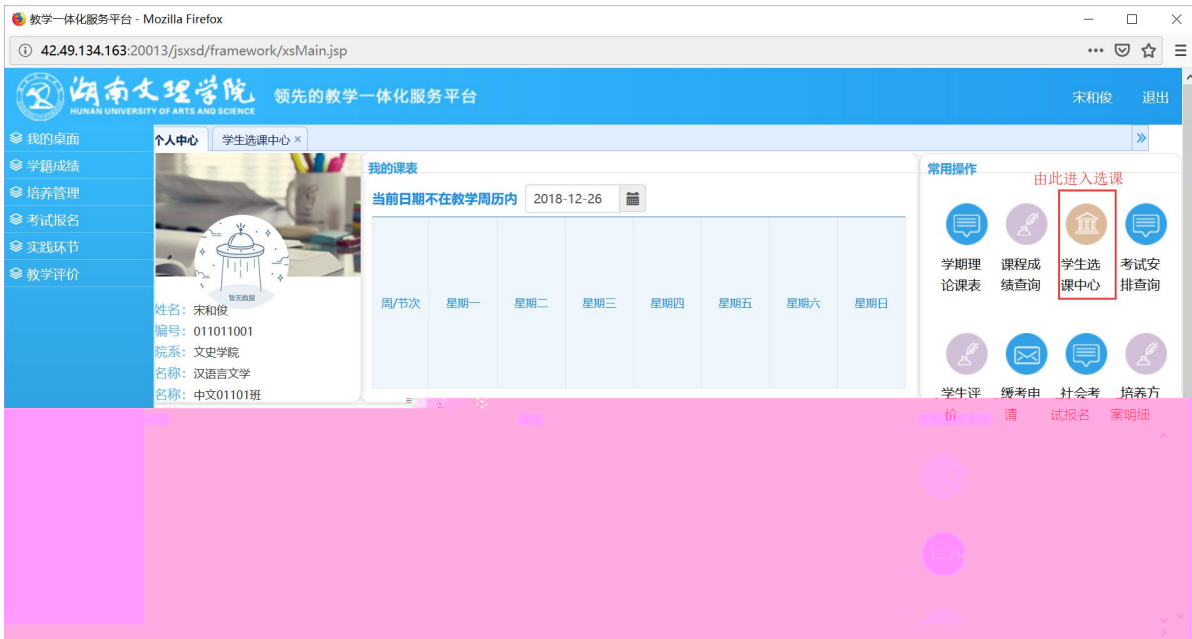 教学一体化服务平台 - Mozilla Firefox
42.49.134.163:20013/jsxsd/framework/xsMain.jsp
湖南文理学院
HUNAN UNIVERSITY OF ARTS AND SCIENCE
领先的教学一体化服务平台
宋和俊 退出
我的桌面
学籍成绩
培养管理
考试报名
实践环节
教学评价
个人中心 学生选课中心 ×
暂无数据
姓名：宋和俊
编号：011011001
院系：文史学院
名称：汉语言文学
名称：中文01101班
我的课表
当前日期不在教学周历内 2018-12-26
周/节次 星期一 星期二 星期三 星期四 星期五 星期六 星期日
常用操作
由此进入选课
学期理论课表
课程成绩查询
学生选课中心
考试安排查询
学生评价
缓考申请
社会考试报名
培养方案明细